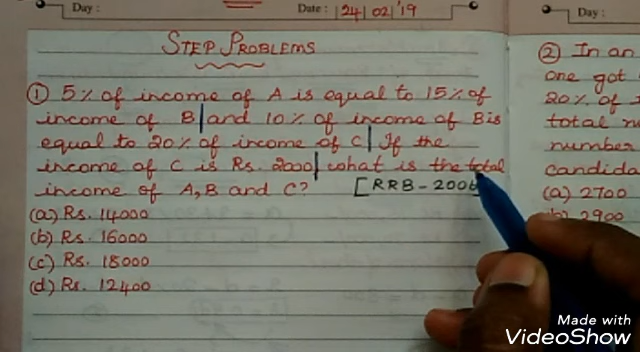 Day :
Date : 24/02/'19
Day :
STEP PROBLEMS
① 5% of income of A is equal to 15% of
income of B and 10% of income of B is
equal to 20% of income of C If the
income of C is Rs. 2000 what is the total
income of A, B and C? [RRB - 2006
(a) Rs. 14000
(b) Rs. 16000
(c) Rs. 18000
(d) Rs. 12400
② In an
one got
20% of
total
number
candida
(a) 2700
2900
Made with
VideoShow